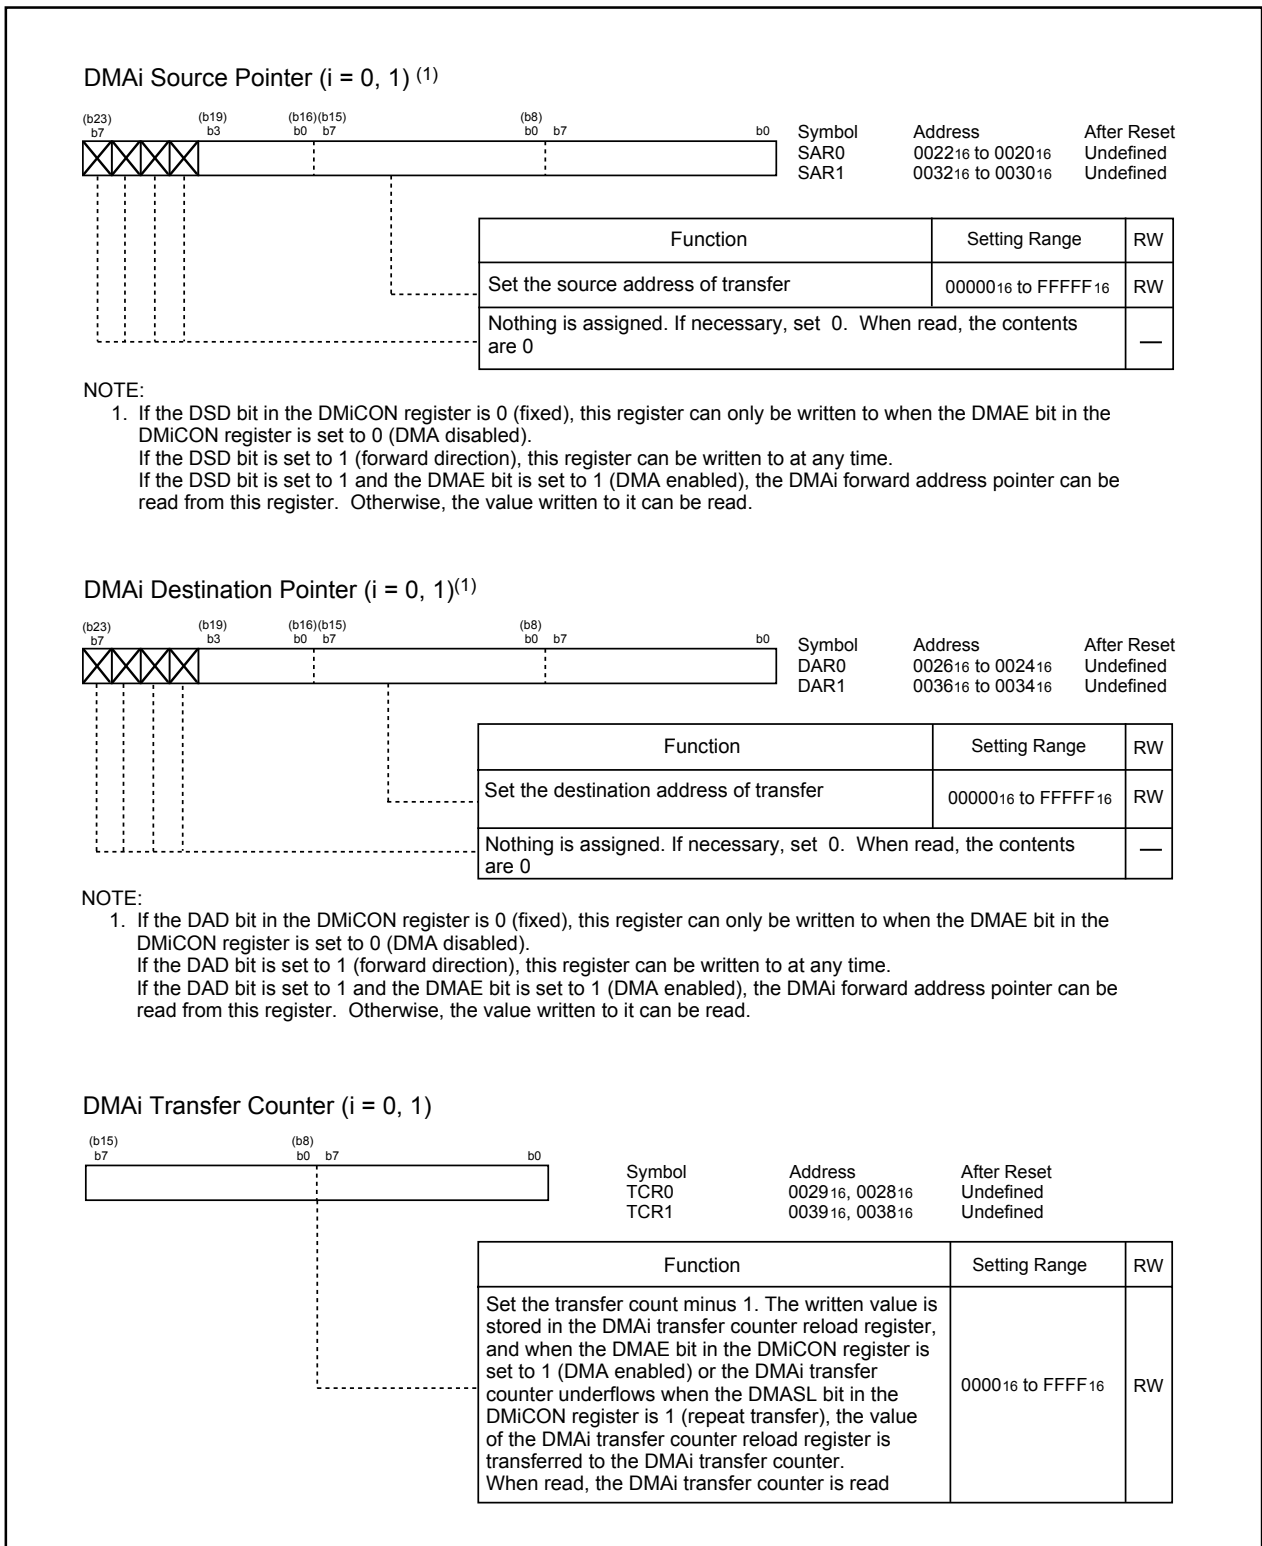 DMAi Source Pointer (i = 0, 1) (1)
(b23) (b19) (b16)(b15) (b8)
b7 b3 b0 b7 b0 b7 b0
Symbol Address After Reset
SAR0 002216 to 002016 Undefined
SAR1 003216 to 003016 Undefined
Function Setting Range RW
Set the source address of transfer 0000016 to FFFFF16 RW
Nothing is assigned. If necessary, set 0. When read, the contents
are 0 —
NOTE:
1. If the DSD bit in the DMiCON register is 0 (fixed), this register can only be written to when the DMAE bit in the
DMiCON register is set to 0 (DMA disabled).
If the DSD bit is set to 1 (forward direction), this register can be written to at any time.
If the DSD bit is set to 1 and the DMAE bit is set to 1 (DMA enabled), the DMAi forward address pointer can be
read from this register. Otherwise, the value written to it can be read.
DMAi Destination Pointer (i = 0, 1)(1)
(b23) (b19) (b16)(b15) (b8)
b7 b3 b0 b7 b0 b7 b0
Symbol Address After Reset
DAR0 002616 to 002416 Undefined
DAR1 003616 to 003416 Undefined
Function Setting Range RW
Set the destination address of transfer 0000016 to FFFFF16 RW
Nothing is assigned. If necessary, set 0. When read, the contents
are 0 —
NOTE:
1. If the DAD bit in the DMiCON register is 0 (fixed), this register can only be written to when the DMAE bit in the
DMiCON register is set to 0 (DMA disabled).
If the DAD bit is set to 1 (forward direction), this register can be written to at any time.
If the DAD bit is set to 1 and the DMAE bit is set to 1 (DMA enabled), the DMAi forward address pointer can be
read from this register. Otherwise, the value written to it can be read.
DMAi Transfer Counter (i = 0, 1)
(b15) (b8)
b7 b0 b7 b0
Symbol Address After Reset
TCR0 002916, 002816 Undefined
TCR1 003916, 003816 Undefined
Function Setting Range RW
Set the transfer count minus 1. The written value is
stored in the DMAi transfer counter reload register,
and when the DMAE bit in the DMiCON register is
set to 1 (DMA enabled) or the DMAi transfer
counter underflows when the DMASL bit in the 000016 to FFFF16 RW
DMiCON register is 1 (repeat transfer), the value
of the DMAi transfer counter reload register is
transferred to the DMAi transfer counter.
When read, the DMAi transfer counter is read